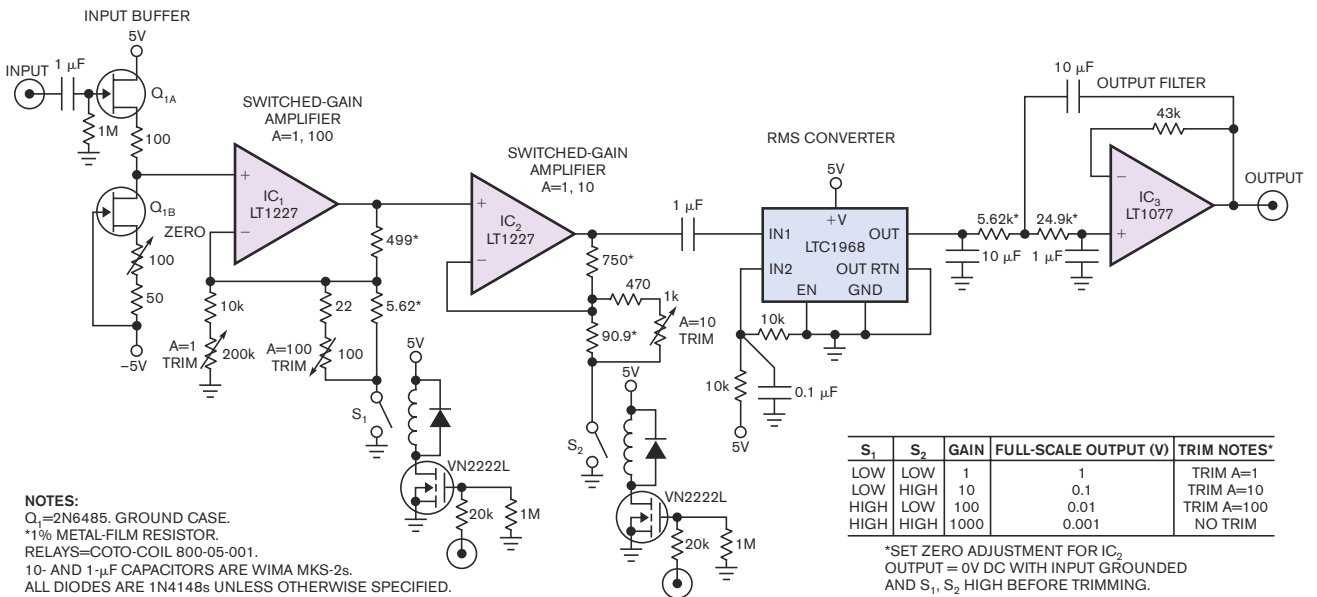 INPUT BUFFER
5V
INPUT
1 µF
Q1A
1M
100
Q1B
ZERO
100
50
–5V
SWITCHED-GAIN
AMPLIFIER
A=1, 100
+
IC1
LT1227
–
499*
10k
22
5.62*
A=1
TRIM
200k
A=100
TRIM
100
S1
5V
VN2222L
20k
1M
SWITCHED-GAIN
AMPLIFIER
A=1, 10
+
IC2
LT1227
–
750*
470
1k
90.9*
A=10
TRIM
S2
5V
VN2222L
20k
1M
1 µF
RMS CONVERTER
5V
+V
IN1
OUT
LTC1968
IN2
OUT RTN
EN
GND
10k
10k
0.1 µF
5V
10 µF
OUTPUT FILTER
43k
5.62k*
24.9k*
10 µF
1 µF
–
IC3
LT1077
+
OUTPUT
S1 S2 GAIN FULL-SCALE OUTPUT (V) TRIM NOTES*
LOW LOW 1 1 TRIM A=1
LOW HIGH 10 0.1 TRIM A=10
HIGH LOW 100 0.01 TRIM A=100
HIGH HIGH 1000 0.001 NO TRIM
*SET ZERO ADJUSTMENT FOR IC2
OUTPUT = 0V DC WITH INPUT GROUNDED
AND S1, S2 HIGH BEFORE TRIMMING.
NOTES:
Q1=2N6485. GROUND CASE.
*1% METAL-FILM RESISTOR.
RELAYS=COTO-COIL 800-05-001.
10- AND 1-µF CAPACITORS ARE WIMA MKS-2s.
ALL DIODES ARE 1N4148s UNLESS OTHERWISE SPECIFIED.